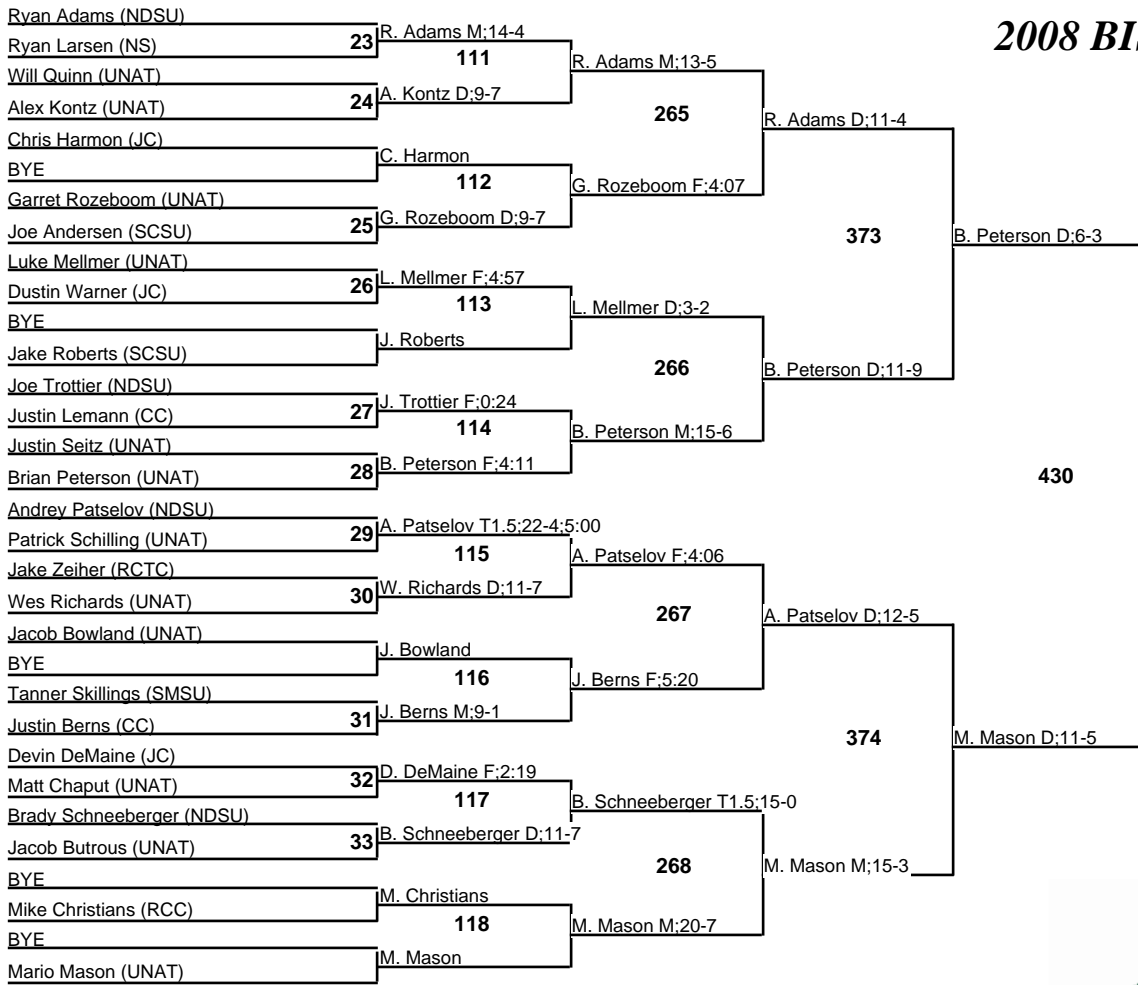 2008 BI
Ryan Adams (NDSU)
Ryan Larsen (NS)
23
R. Adams M;14-4
111
Will Quinn (UNAT)
Alex Kontz (UNAT)
24
A. Kontz D;9-7
R. Adams M;13-5
265
Chris Harmon (JC)
BYE
C. Harmon
112
Garret Rozeboom (UNAT)
Joe Andersen (SCSU)
25
G. Rozeboom D;9-7
G. Rozeboom F;4:07
R. Adams D;11-4
373
Luke Mellmer (UNAT)
Dustin Warner (JC)
26
L. Mellmer F;4:57
113
BYE
Jake Roberts (SCSU)
J. Roberts
L. Mellmer D;3-2
266
Joe Trottier (NDSU)
Justin Lemann (CC)
27
J. Trottier F;0:24
114
Justin Seitz (UNAT)
Brian Peterson (UNAT)
28
B. Peterson F;4:11
B. Peterson M;15-6
B. Peterson D;11-9
B. Peterson D;6-3
430
Andrey Patselov (NDSU)
Patrick Schilling (UNAT)
29
A. Patselov T1.5;22-4;5:00
115
Jake Zeiher (RCTC)
Wes Richards (UNAT)
30
W. Richards D;11-7
A. Patselov F;4:06
267
Jacob Bowland (UNAT)
BYE
J. Bowland
116
Tanner Skillings (SMSU)
Justin Berns (CC)
31
J. Berns M;9-1
J. Berns F;5:20
A. Patselov D;12-5
374
Devin DeMaine (JC)
Matt Chaput (UNAT)
32
D. DeMaine F;2:19
117
Brady Schneeberger (NDSU)
Jacob Butrous (UNAT)
33
B. Schneeberger D;11-7
B. Schneeberger T1.5;15-0
268
BYE
Mike Christians (RCC)
M. Christians
118
BYE
Mario Mason (UNAT)
M. Mason
M. Mason M;20-7
M. Mason M;15-3
M. Mason D;11-5